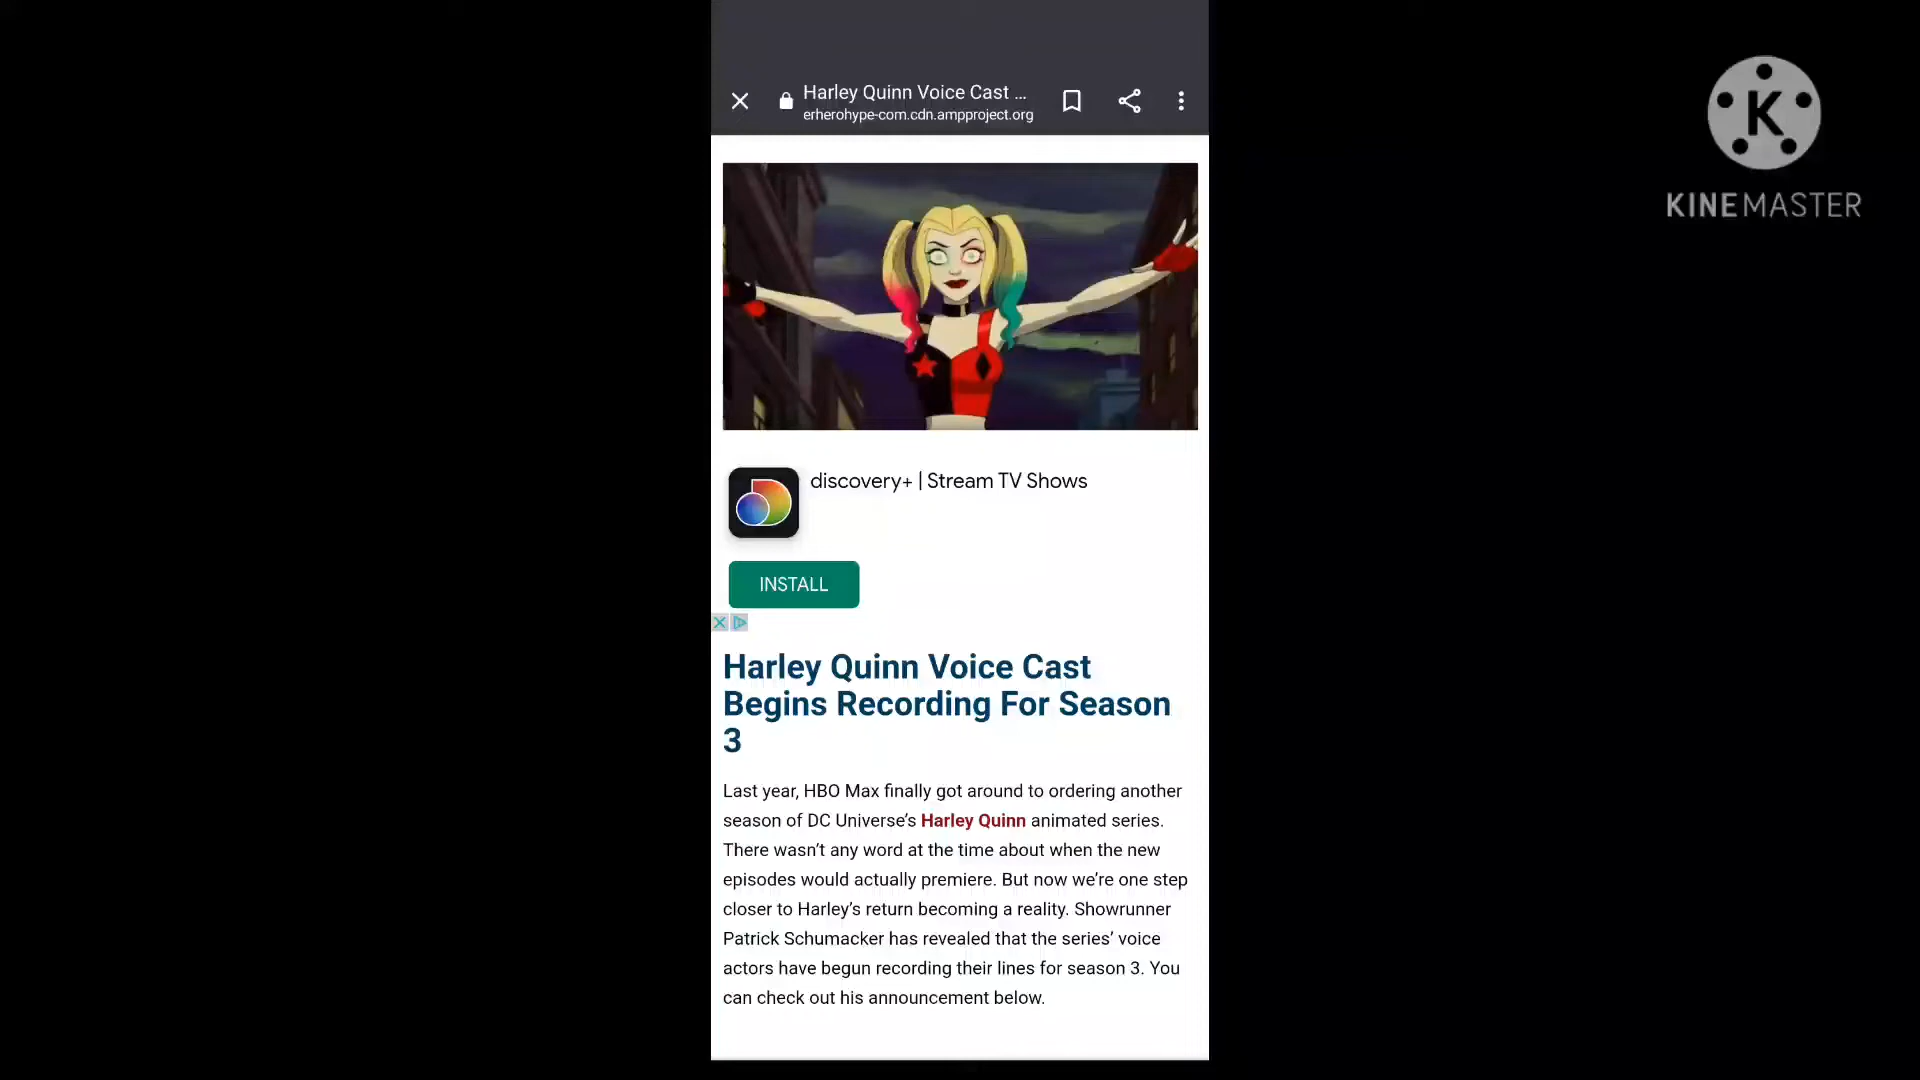 Harley Quinn Voice Cast ...
erherohype-com.cdn.ampproject.org
K
KINEMASTER
discovery+ | Stream TV Shows
INSTALL
Harley Quinn Voice Cast
Begins Recording For Season
3
Last year, HBO Max finally got around to ordering another
season of DC Universe’s Harley Quinn animated series.
There wasn’t any word at the time about when the new
episodes would actually premiere. But now we’re one step
closer to Harley’s return becoming a reality. Showrunner
Patrick Schumacker has revealed that the series’ voice
actors have begun recording their lines for season 3. You
can check out his announcement below.